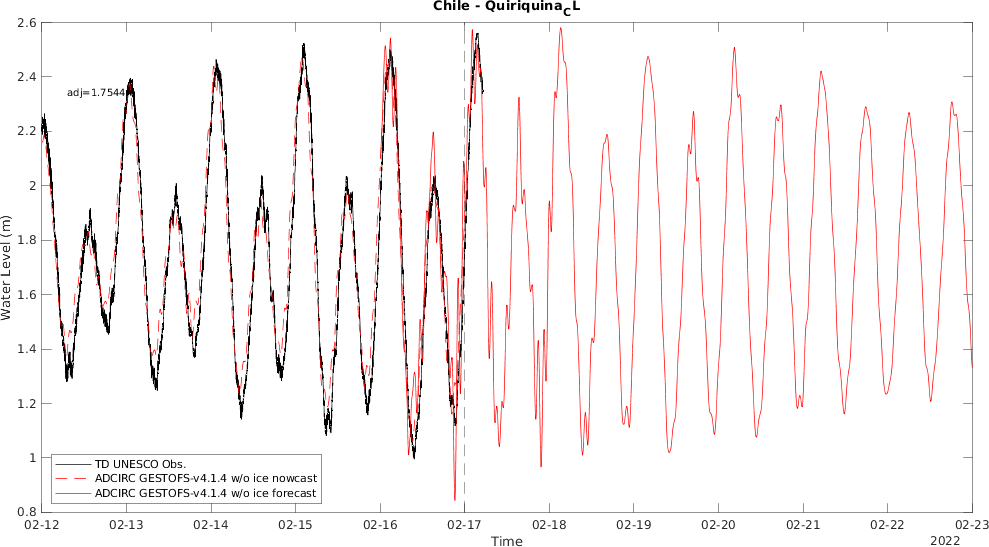 Chile - Quiriquina_CL
2.6
2.4
adj=1.7544
2.2
2
1.8
Water Level (m)
1.6
1.4
1.2
1
0.8
TD UNESCO Obs.
ADCIRC GESTOFS-v4.1.4 w/o ice nowcast
ADCIRC GESTOFS-v4.1.4 w/o ice forecast
02-12 02-13 02-14 02-15 02-16 02-17 02-18 02-19 02-20 02-21 02-22 02-23
Time
2022